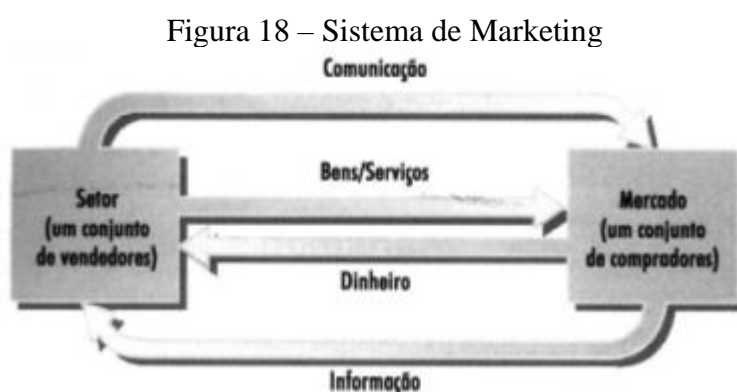 Figura 18 – Sistema de Marketing
Comunicação
Bens/Serviços
Setor
(um conjunto
de vendedores)
Mercado
(um conjunto
de compradores)
Dinheiro
Informação